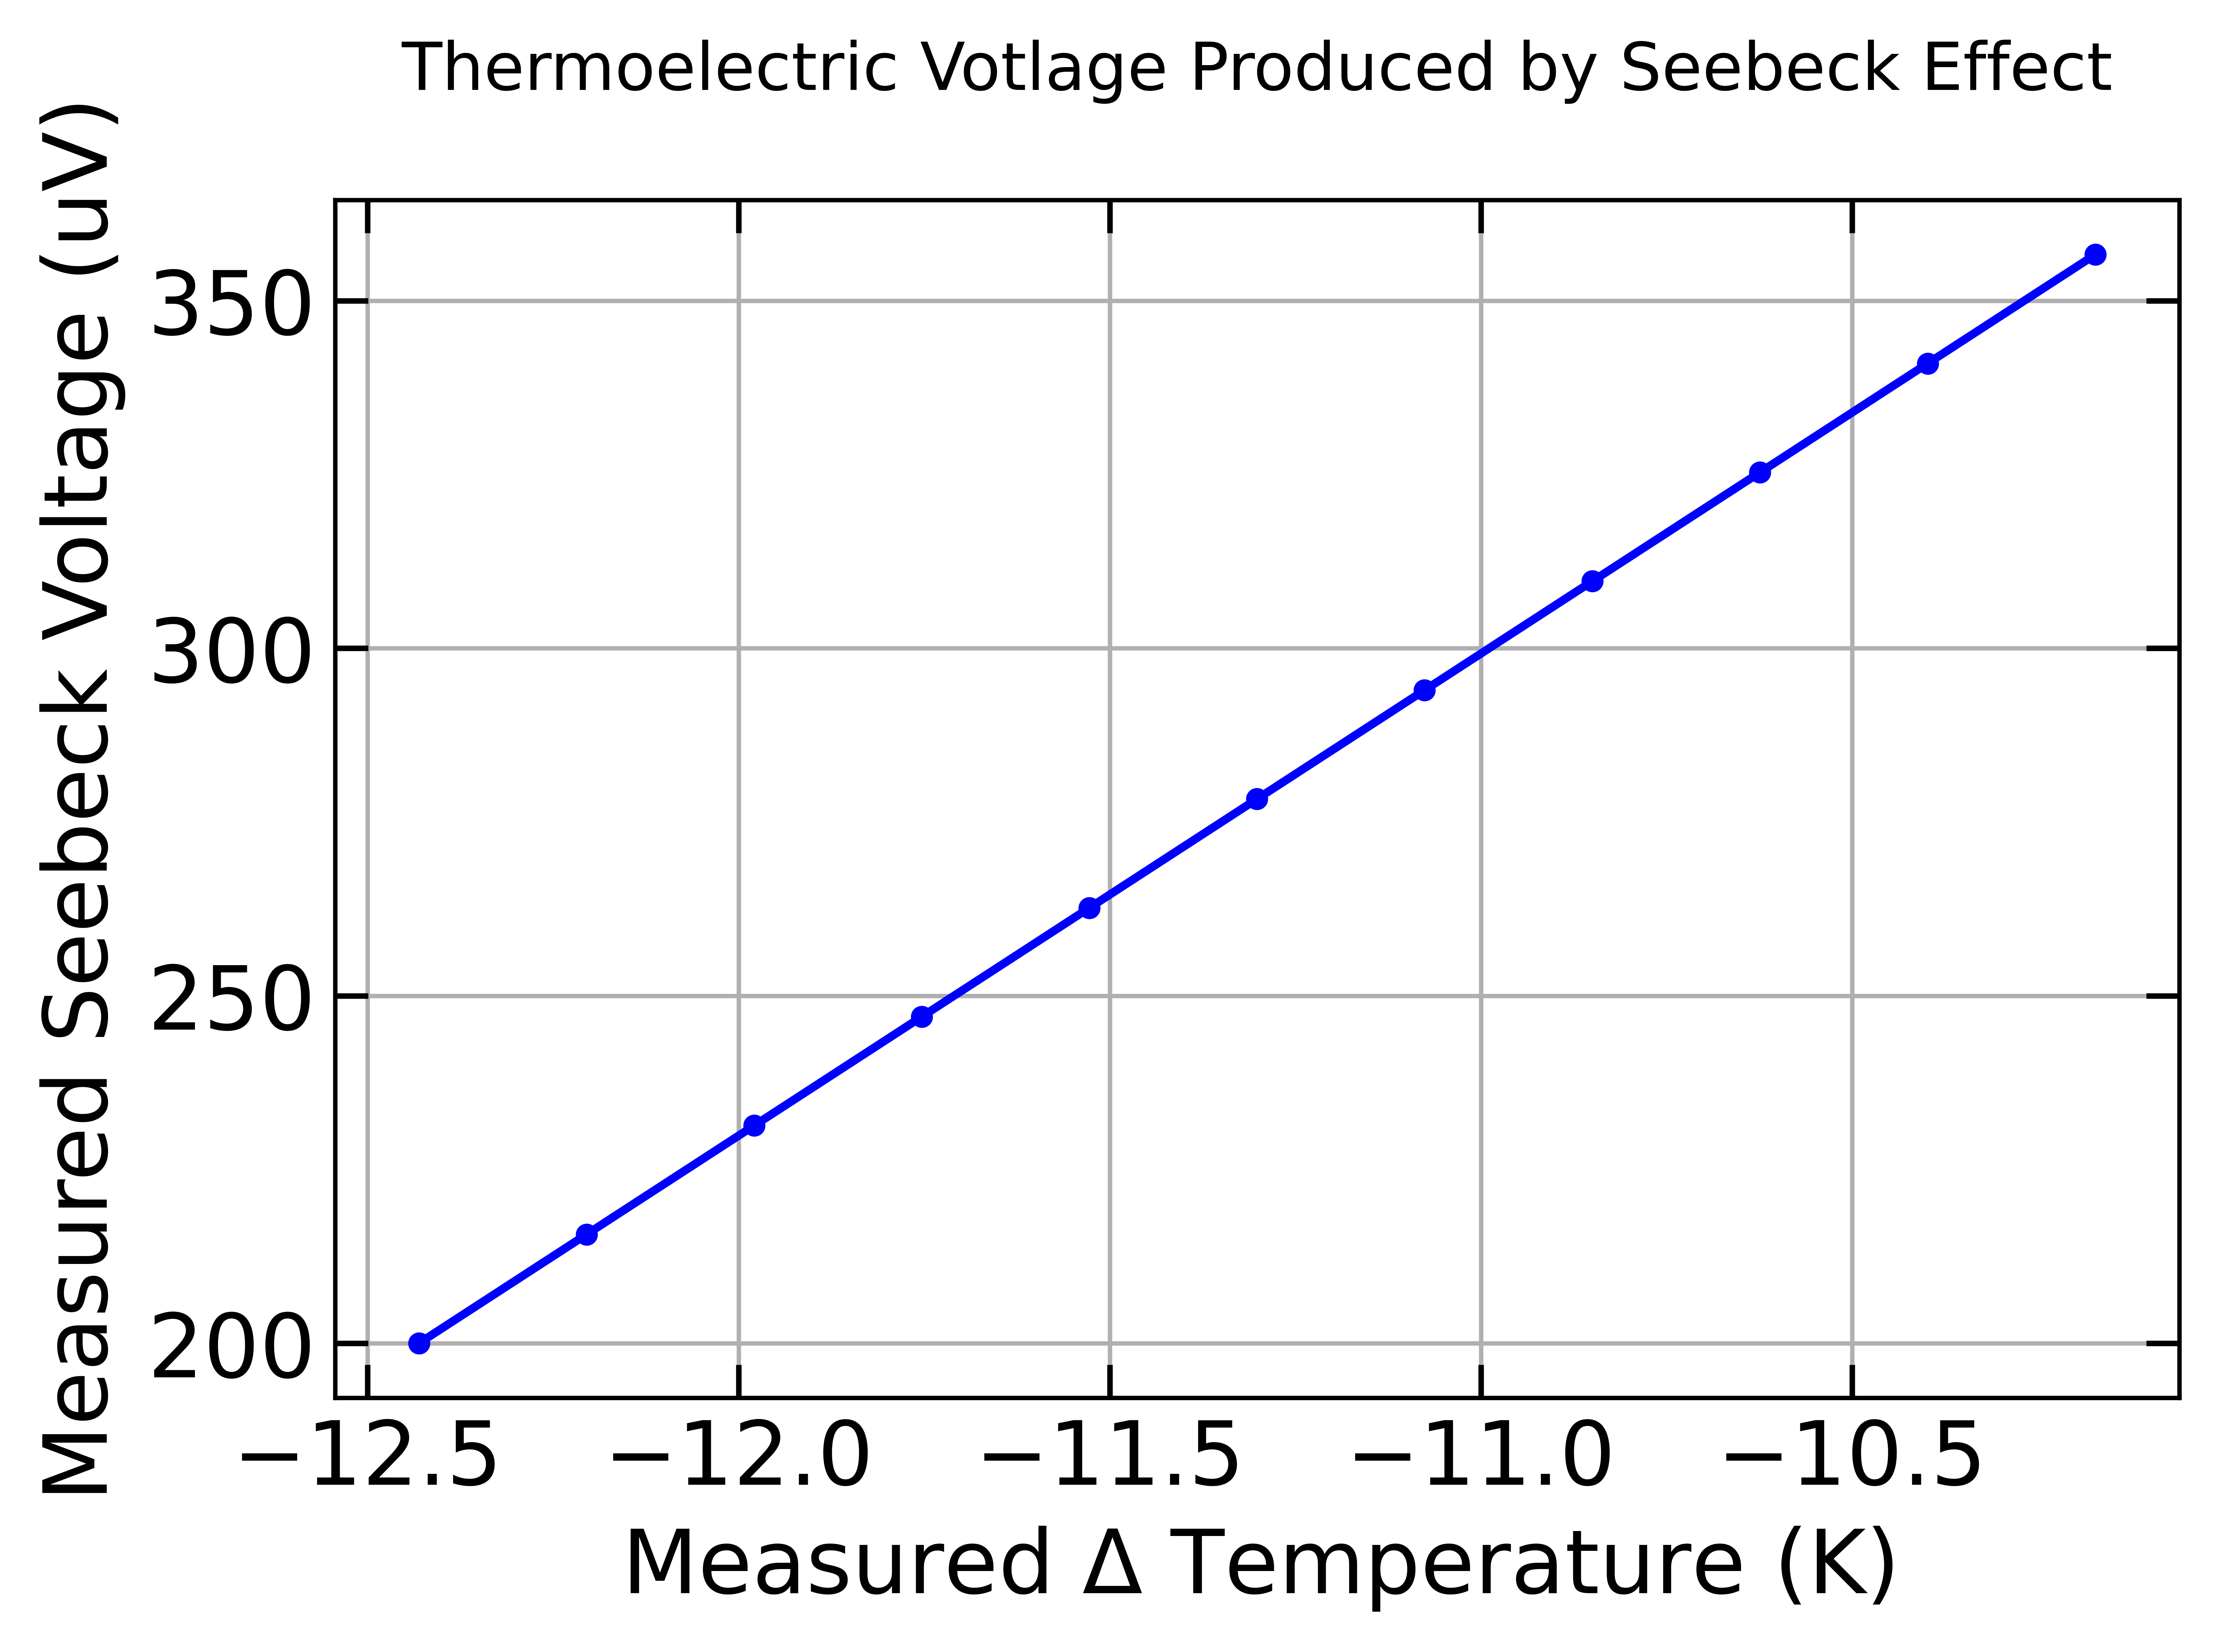 Thermoelectric Votlage Produced by Seebeck Effect
Measured Seebeck Voltage (uV)
350
300
250
200
−12.5 −12.0 −11.5 −11.0 −10.5
Measured Δ Temperature (K)